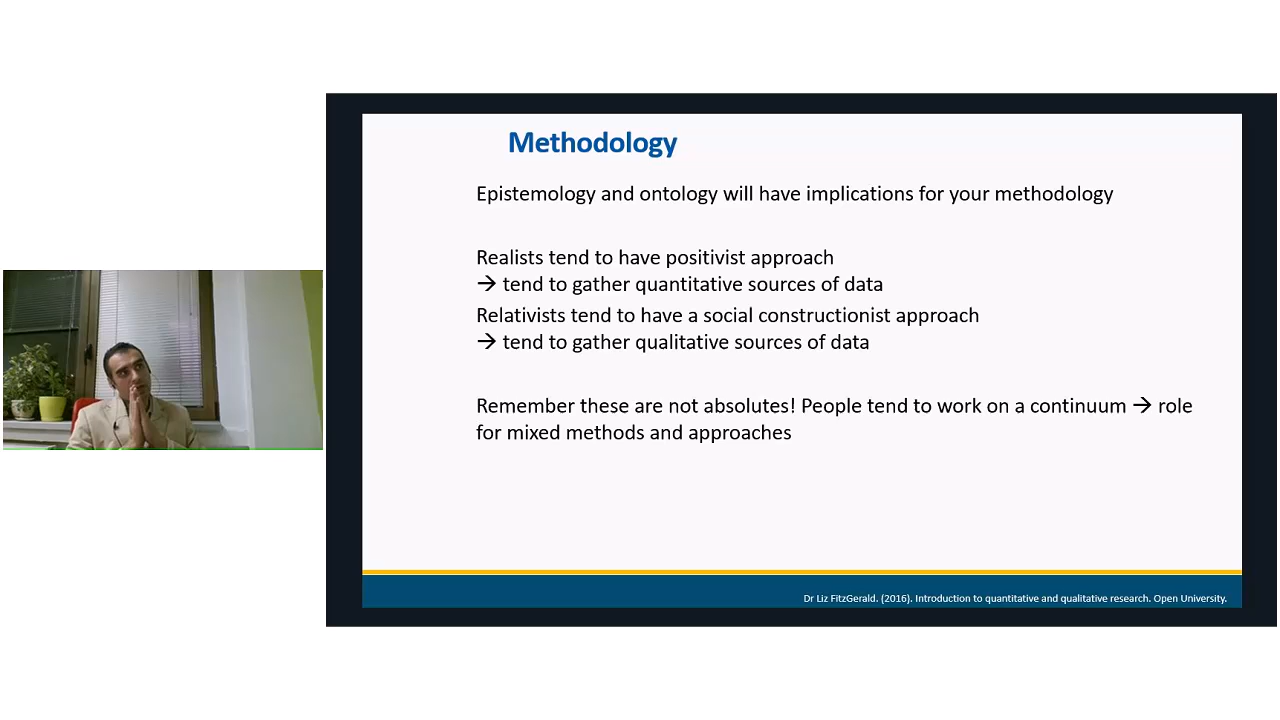 Methodology
Epistemology and ontology will have implications for your methodology
Realists tend to have positivist approach
→ tend to gather quantitative sources of data
Relativists tend to have a social constructionist approach
→ tend to gather qualitative sources of data
Remember these are not absolutes! People tend to work on a continuum → role
for mixed methods and approaches
Dr Liz FitzGerald. (2016). Introduction to quantitative and qualitative research. Open University.